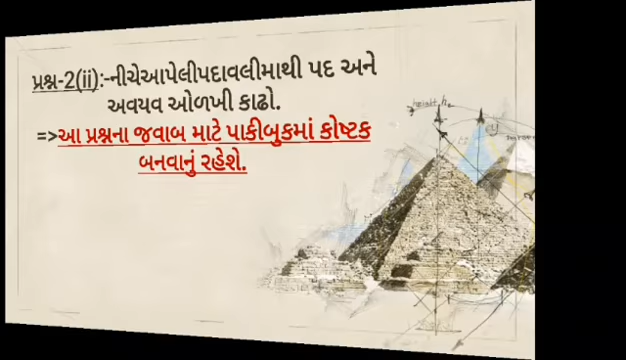 પ્રશ્ન-2(ii):-નીચેઆપેલીપદાવલીમાથી પદ અને
અવયવ ઓળખી કાઢો.
=>આ પ્રશ્નના જવાબ માટે પાકીબુકમાં કોષ્ટક
બનવાનું રહેશે.